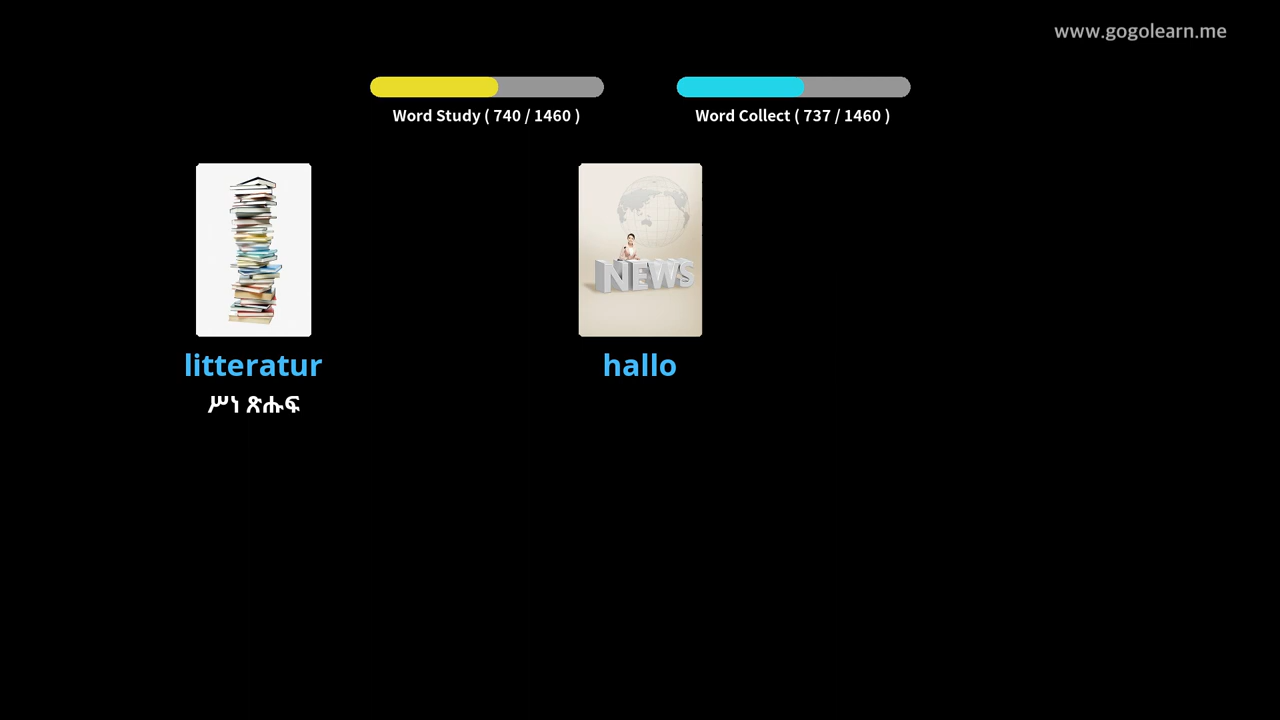 www.gogolearn.me
Word Study ( 740 / 1460 )
Word Collect ( 737 / 1460 )
NEWS
litteratur
hallo
ሥነ ጽሑፍ